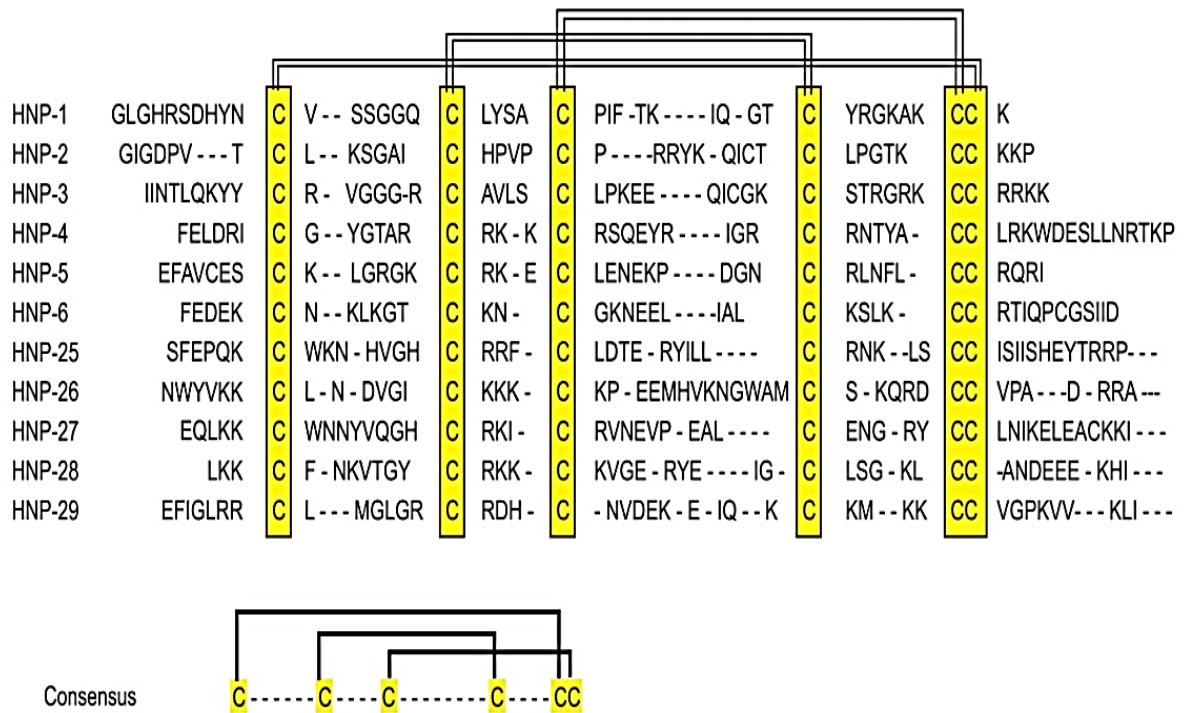 HNP-1 GLGHRSDHYN C V-- SSGGQ C LYSA C PIF -TK ----IQ - GT C YRGKAK CC K
HNP-2 GIGDPV ---T C L-- KSGAI C HPVP C P----RRYK - QICT C LPGTK CC KKP
HNP-3 IINTLQKYY C R- VGGG-R C AVLS C LPKEE ----QICGK C STRGRK CC RRKK
HNP-4 FELDRI C G--YGTAR C RK - K C RSQEYR ----IGR C RNTYA- CC LRKWDESLLNRTKP
HNP-5 EFAVCES C K-- LGRGK C RK - E C LENEKP ----DGN C RLNFL - CC RQRI
HNP-6 FEDEK C N--KLKGT C KN - C GKNEEL ----IAL C KSLK - CC RTIQPCGSIID
HNP-25 SFEPQK C WKN - HVGH C RRF - C LDTE - RYILL ---- C RNK --LS CC ISIISHEYTRRP---
HNP-26 NWYVKK C L - N - DVGI C KKK - C KP - EEMHVKNGWAM C S - KQRD CC VPA ---D - RRA ---
HNP-27 EQLKK C WNNYVQGH C RKI - C RVNEVP - EAL ---- C ENG - RY CC LNIKELEACKKI ---
HNP-28 LKK C F - NKVTGY C RKK - C KVGE - RYE ----IG - C LSG - KL CC -ANDEEE - KHI ---
HNP-29 EFIGLRR C L---MGLGR C RDH - C - NVDEK - E - IQ --K C KM --KK CC VGPKVV---KLI ---
Consensus C------C----C--------C----CC